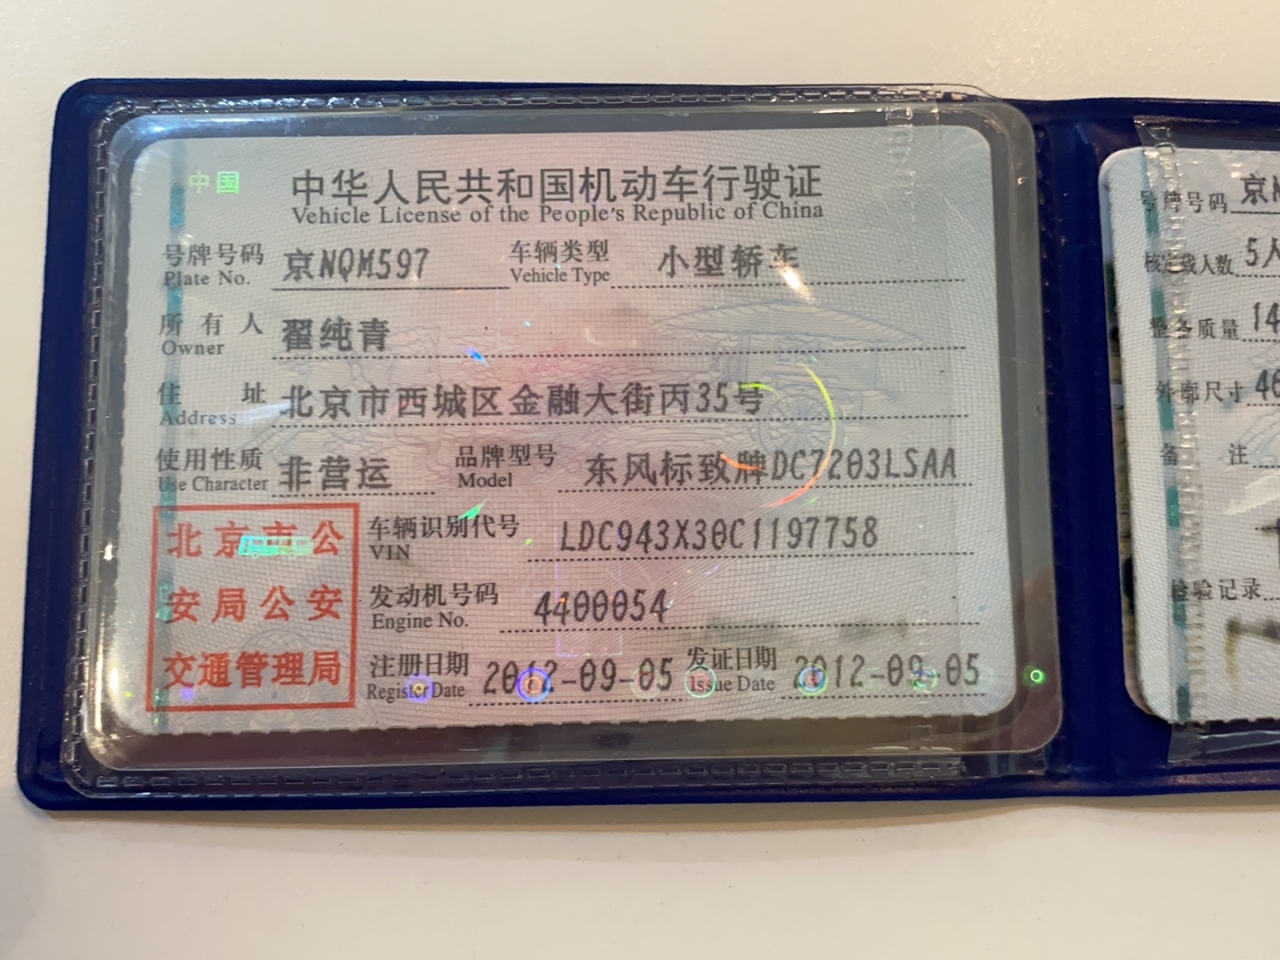 中国
中华人民共和国机动车行驶证
Vehicle License of the People's Republic of China
号牌号码 京NQM597 车辆类型 小型轿车
Plate No. Vehicle Type
所有人 翟纯青
Owner
住址 北京市西城区金融大街丙35号
Address
使用性质 非营运 品牌型号 东风标致牌DC7203LSAA
Use Character Model
北京市公
安局公安
交通管理局
车辆识别代号 LDC943X30C1197758
VIN
发动机号码 4400054
Engine No.
注册日期 2012-09-05 发证日期 2012-09-05
Register Date Issue Date
号牌号码 京
核定载人数 5人
整备质量 14
外廓尺寸 46
备注
检验记录